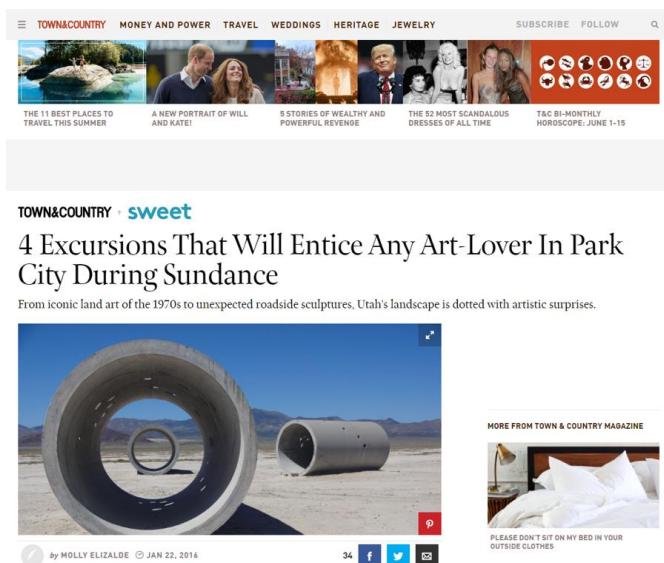 TOWN&COUNTRY MONEY AND POWER TRAVEL WEDDINGS HERITAGE JEWELRY SUBSCRIBE FOLLOW
THE 11 BEST PLACES TO
TRAVEL THIS SUMMER
A NEW PORTRAIT OF WILL
AND KATE!
5 STORIES OF WEALTHY AND
POWERFUL REVENGE
THE 52 MOST SCANDALOUS
DRESSES OF ALL TIME
T&C BI-MONTHLY
HOROSCOPE: JUNE 1-15
TOWN&COUNTRY + sweet
4 Excursions That Will Entice Any Art-Lover In Park
City During Sundance
From iconic land art of the 1970s to unexpected roadside sculptures, Utah's landscape is dotted with artistic surprises.
MORE FROM TOWN & COUNTRY MAGAZINE
PLEASE DON'T SIT ON MY BED IN YOUR
OUTSIDE CLOTHES
by MOLLY ELIZALDE JAN 22, 2016
34